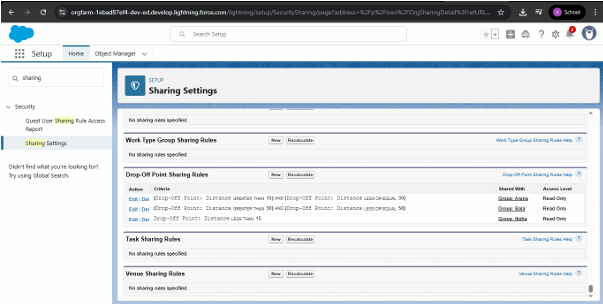 orgfarm-1ebad87ef4-dev-ed.develop.lightning.force.com/lightning/setup/SecuritySharing/page?address=%2Fp%2Fown%2FOrgSharingDetail%3FretURL...
School
Search Setup
Setup
Home
Object Manager
sharing
Security
Guest User Sharing Rule Access
Report
Sharing Settings
Didn't find what you're looking for?
Try using Global Search.
SETUP
Sharing Settings
No sharing rules specified.
Work Type Group Sharing Rules New Recalculate Work Type Group Sharing Rules Help ?
No sharing rules specified.
Drop-Off Point Sharing Rules New Recalculate Drop-Off Point Sharing Rules Help ?
Action Criteria Shared With Access Level
Edit | Del (Drop-Off Point: Distance GREATER THAN 15) AND (Drop-Off Point: Distance LESS OR EQUAL 30) Read Only
Edit | Del (Drop-Off Point: Distance GREATER THAN 30) AND (Drop-Off Point: Distance LESS OR EQUAL 50) Read Only
Edit | Del Drop-Off Point: Distance LESS THAN 15 Read Only
Task Sharing Rules New Recalculate Task Sharing Rules Help ?
No sharing rules specified.
Venue Sharing Rules New Recalculate Venue Sharing Rules Help ?
No sharing rules specified.